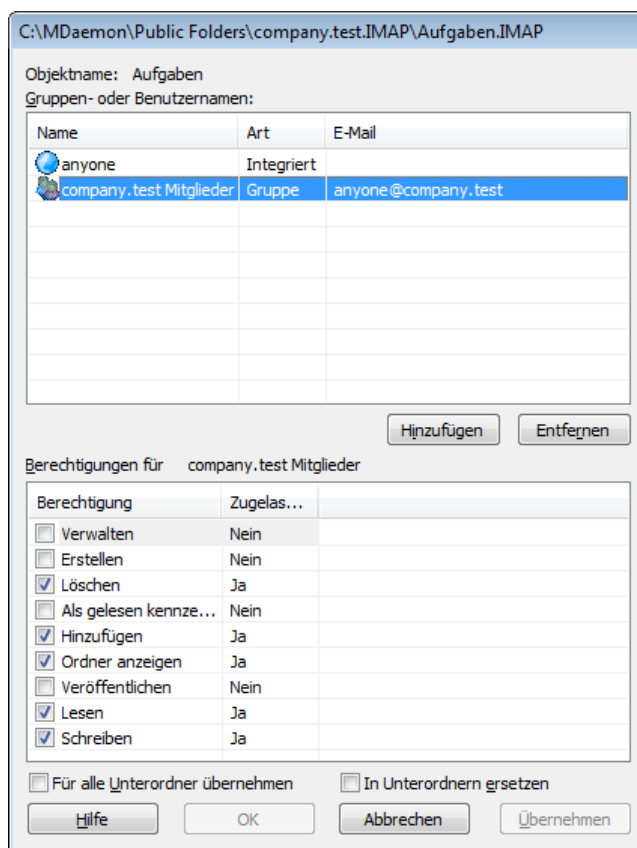 C:\MDaemon\Public Folders\company.test.IMAP\Aufgaben.IMAP
Objektname: Aufgaben
Gruppen- oder Benutzernamen:
Name Art E-Mail
anyone Integriert
company.test Mitglieder Gruppe anyone@company.test
Hinzufügen Entfernen
Berechtigungen für company.test Mitglieder
Berechtigung Zugelas...
Verwalten Nein
Erstellen Nein
Löschen Ja
Als gelesen kennze... Nein
Hinzufügen Ja
Ordner anzeigen Ja
Veröffentlichen Nein
Lesen Ja
Schreiben Ja
Für alle Unterordner übernehmen In Unterordnern ersetzen
Hilfe OK Abbrechen Übernehmen